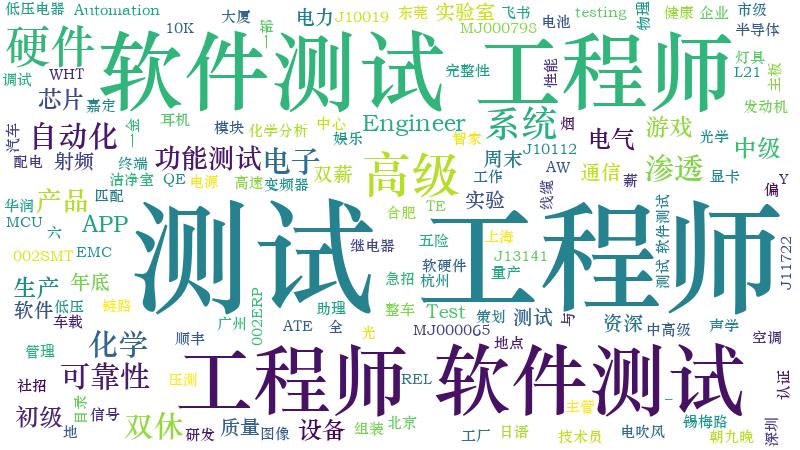 低压电器 Automation 10K 大厦 一 电力 J10019 东莞 实验室 飞书 电池 testing 物理 健康 企业 市级
MJ000798 半导体
硬件 软件测试 工程师
WHT 完整性 性能 灯具
L21 主板
调试 芯片 嘉定 耳机 模块 化学分析 一金 中心 Engineer 系统 烟 电气 游戏 光学 发动机
汽车 自动化 娱乐 智家 J10112 中级
配电 射频 终端 功能测试 电子 双薪 高级 周末 AW 通信 薪 渗透 显卡 偏 Y
洁净室 QE 电源 高速 变频器 工作
华润 产品 匹配 实验 线缆
MCU 六 APP 合肥 TE
测试 工程师
002SMT EMC 继电器 五险 上海 测试 软件测试 J11722
生产 年底 软硬件 J13141
急招 杭州 量产
软件 低压 链路 002ERP 助理 整车 Test 策划 测试 与 资深 中高级 声学
车载 广州 ATE 全 MJ000065
管理 化学 顺丰 光 地点 空调
工程师 软件测试
社招 可靠性 压测 REL 认证
初级 目录 信号 双休 主管 锡梅路
地 研发 质量 图像 设备 组装 北京 工厂 日语 技术员 电吹风 朝九晚 深圳